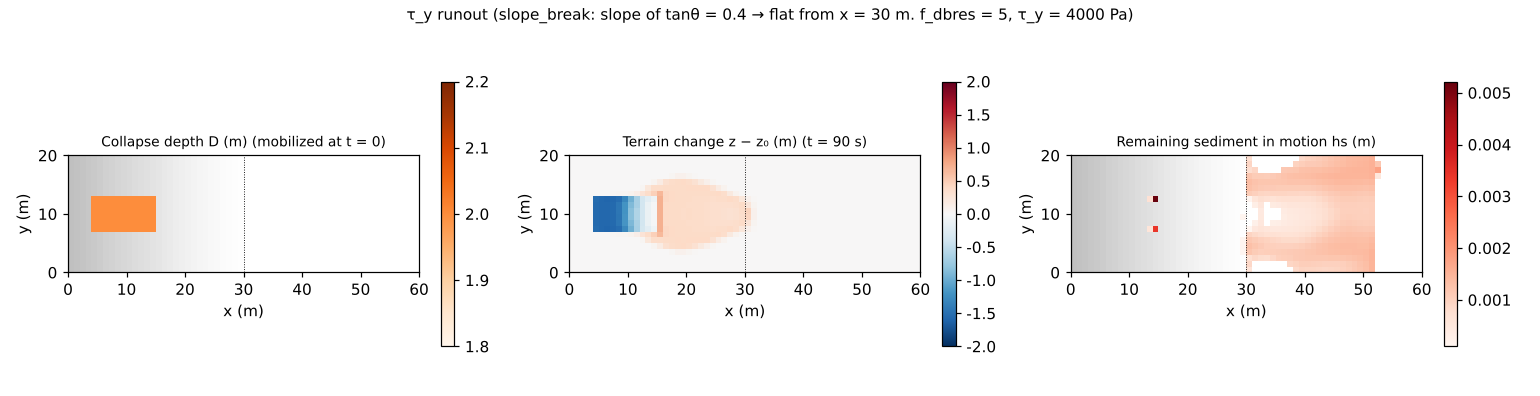 τ_y runout (slope_break: slope of tanθ = 0.4 → flat from x = 30 m. f_dbres = 5, τ_y = 4000 Pa)
Collapse depth D (m) (mobilized at t = 0)
20
10
0
y (m)
0 10 20 30 40 50 60
x (m)
2.2
2.1
2.0
1.9
1.8
Terrain change z − z₀ (m) (t = 90 s)
20
10
0
y (m)
0 10 20 30 40 50 60
x (m)
2.0
1.5
1.0
0.5
0.0
-0.5
-1.0
-1.5
-2.0
Remaining sediment in motion hs (m)
20
10
0
y (m)
0 10 20 30 40 50 60
x (m)
0.005
0.004
0.003
0.002
0.001